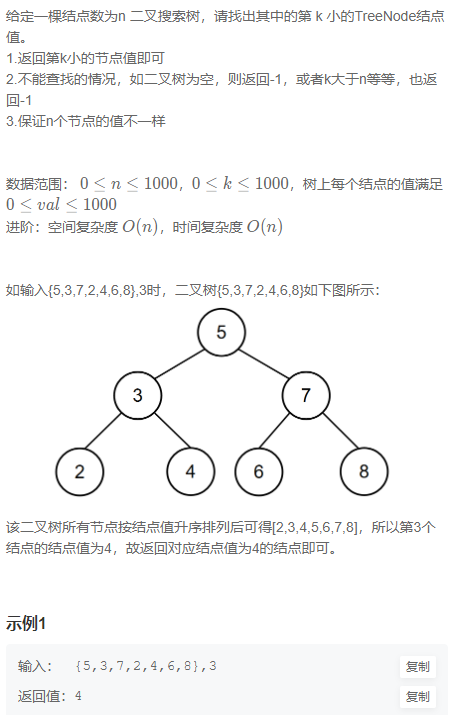 给定一棵结点数为n 二叉搜索树，请找出其中的第 k 小的TreeNode结点
值。
1.返回第k小的节点值即可
2.不能查找的情况，如二叉树为空，则返回-1，或者k大于n等等，也返
回-1
3.保证n个节点的值不一样
数据范围： 0 ≤ n ≤ 1000，0 ≤ k ≤ 1000，树上每个结点的值满足
0 ≤ val ≤ 1000
进阶：空间复杂度 O(n)，时间复杂度 O(n)
如输入{5,3,7,2,4,6,8},3时，二叉树{5,3,7,2,4,6,8}如下图所示：
5
3 7
2 4 6 8
该二叉树所有节点按结点值升序排列后可得[2,3,4,5,6,7,8]，所以第3个
结点的结点值为4，故返回对应结点值为4的结点即可。
示例1
输入： {5,3,7,2,4,6,8},3 复制
返回值：4 复制